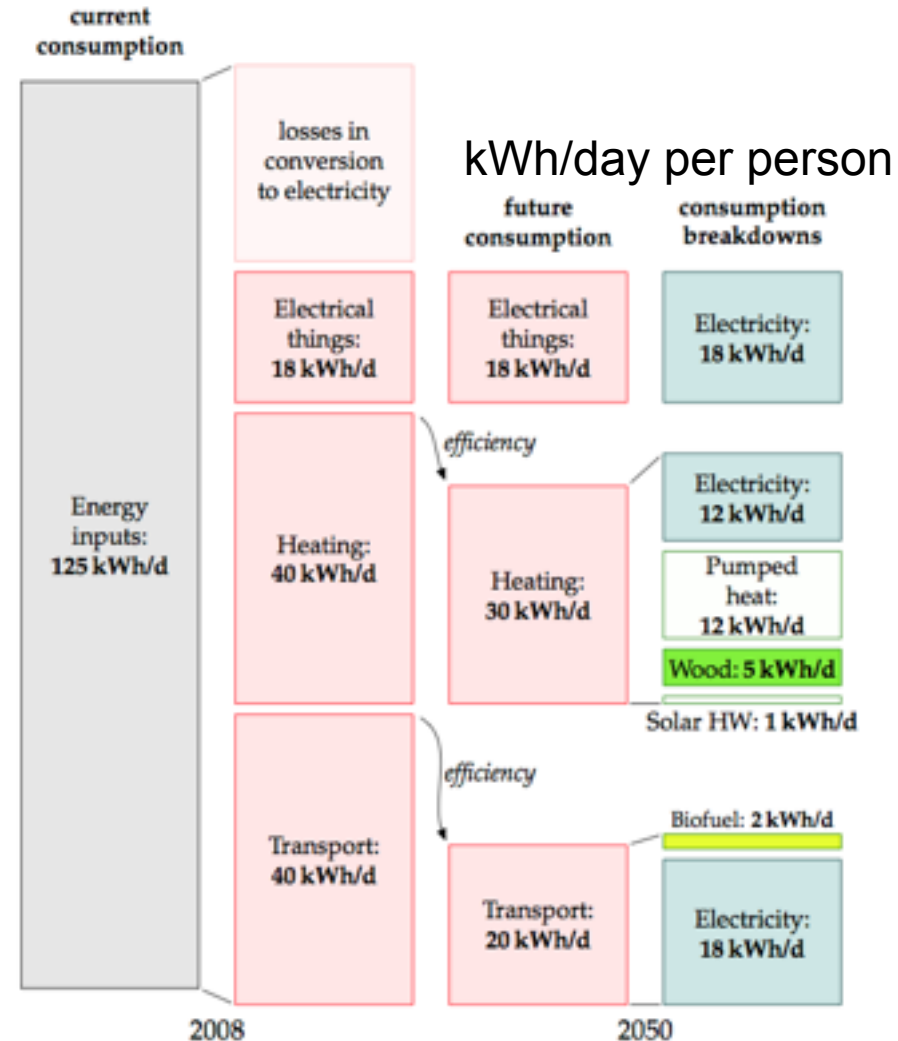 current
consumption
Energy
inputs:
125 kWh/d
losses in
conversion
to electricity
Electrical
things:
18 kWh/d
Heating:
40 kWh/d
Transport:
40 kWh/d
2008
kWh/day per person
efficiency
efficiency
future
consumption
Electrical
things:
18 kWh/d
Heating:
30 kWh/d
Transport:
20 kWh/d
consumption
breakdowns
Electricity:
18 kWh/d
Electricity:
12 kWh/d
Pumped
heat:
12 kWh/d
Wood: 5 kWh/d
Solar HW: 1 kWh/d
Biofuel: 2 kWh/d
Electricity:
18 kWh/d
2050